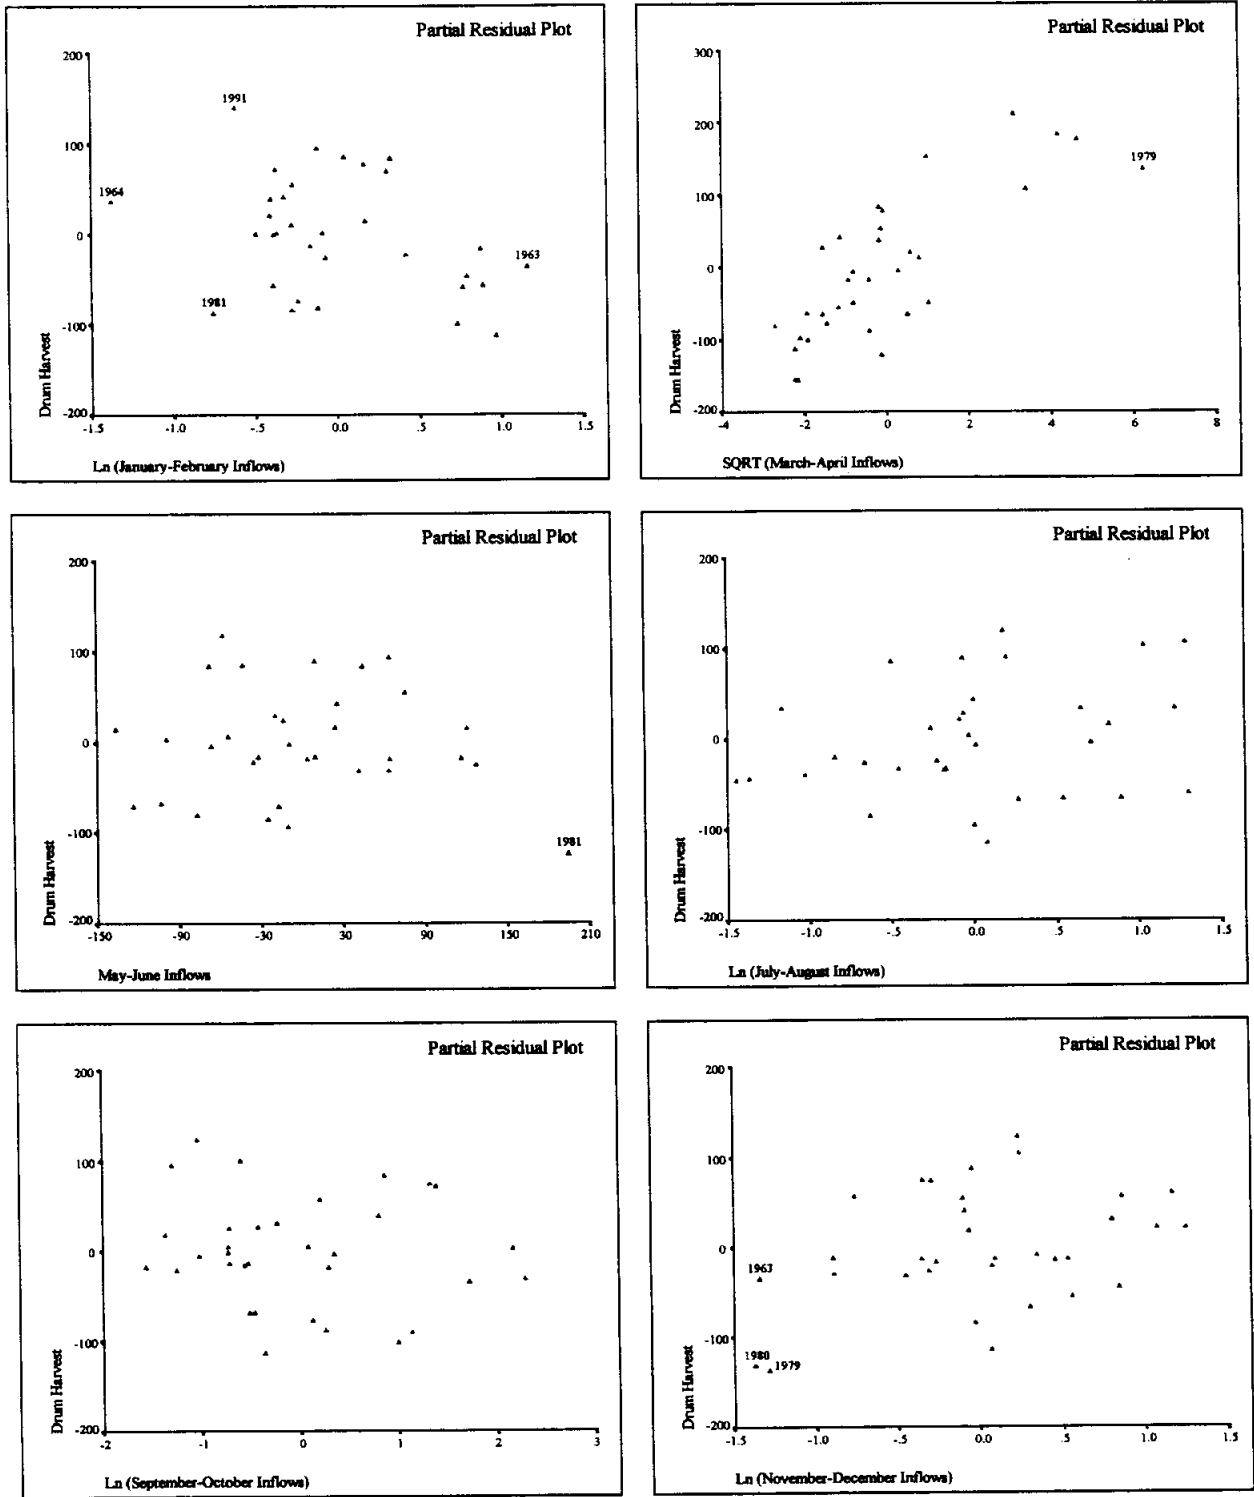 Partial Residual Plot
200
1991
100
1964
0
1963
1981
-100
-200
Drum Harvest
-1.5 -1.0 -.5 0.0 .5 1.0 1.5
Ln (January-February Inflows)
Partial Residual Plot
300
200
1979
100
0
-100
-200
Drum Harvest
-4 -2 0 2 4 6 8
SQRT (March-April Inflows)
Partial Residual Plot
200
100
0
-100
1981
-200
Drum Harvest
-150 -90 -30 30 90 150 210
May-June Inflows
Partial Residual Plot
200
100
0
-100
-200
Drum Harvest
-1.5 -1.0 -.5 0.0 .5 1.0 1.5
Ln (July-August Inflows)
Partial Residual Plot
200
100
0
-100
-200
Drum Harvest
-2 -1 0 1 2 3
Ln (September-October Inflows)
Partial Residual Plot
200
100
0
1963
-100
1980 1979
-200
Drum Harvest
-1.5 -1.0 -.5 0.0 .5 1.0 1.5
Ln (November-December Inflows)